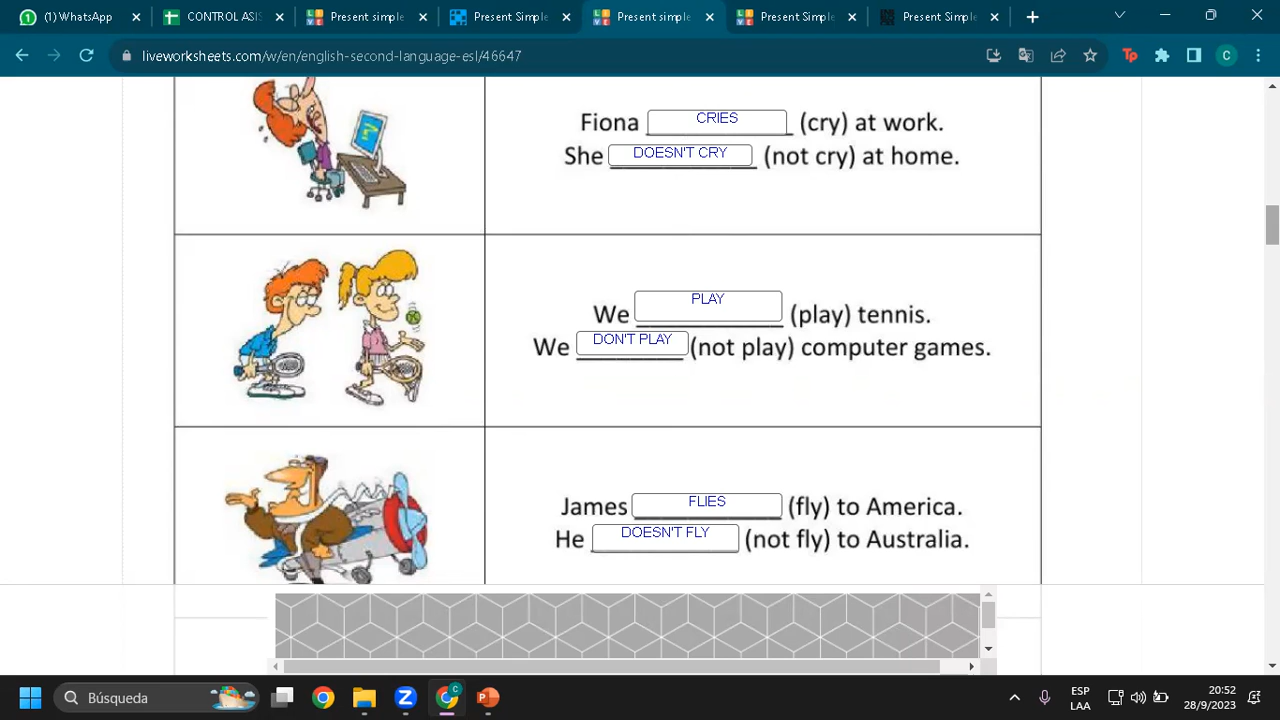 (1) WhatsApp
CONTROL ASIS
Present simple
Present Simple
Present simple
Present Simple
Present Simple
liveworksheets.com/w/en/english-second-language-esl/46647
Fiona CRIES (cry) at work.
She DOESN'T CRY (not cry) at home.
We PLAY (play) tennis.
We DON'T PLAY (not play) computer games.
James FLIES (fly) to America.
He DOESN'T FLY (not fly) to Australia.
Búsqueda
ESP
LAA
20:52
28/9/2023